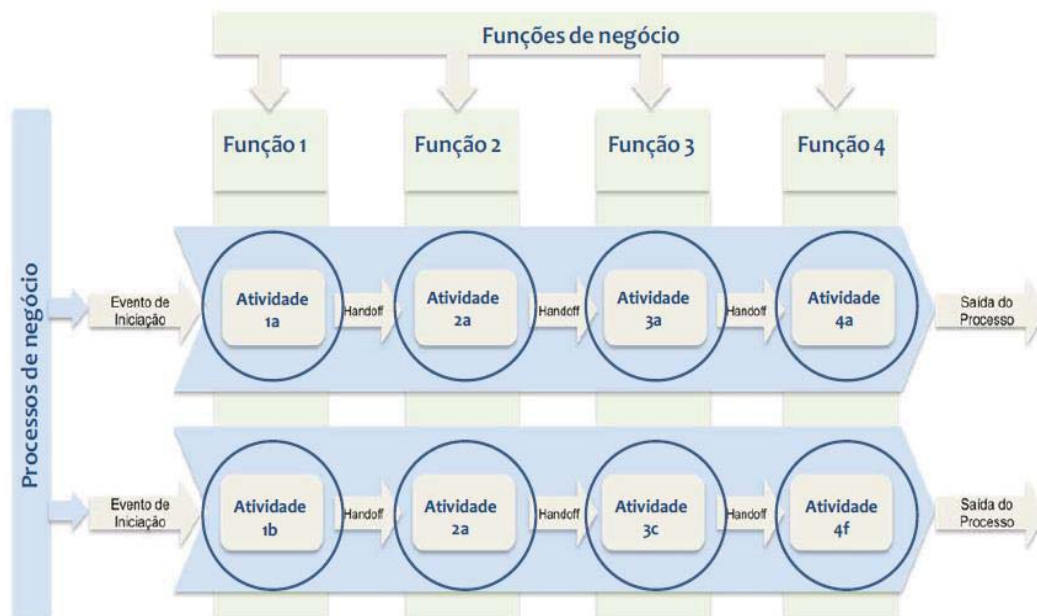 Funções de negócio
Função 1
Função 2
Função 3
Função 4
Processos de negócio
Evento de
Iniciação
Atividade
1a
Handoff
Atividade
2a
Handoff
Atividade
3a
Handoff
Atividade
4a
Saída do
Processo
Evento de
Iniciação
Atividade
1b
Handoff
Atividade
2a
Handoff
Atividade
3c
Handoff
Atividade
4f
Saída do
Processo